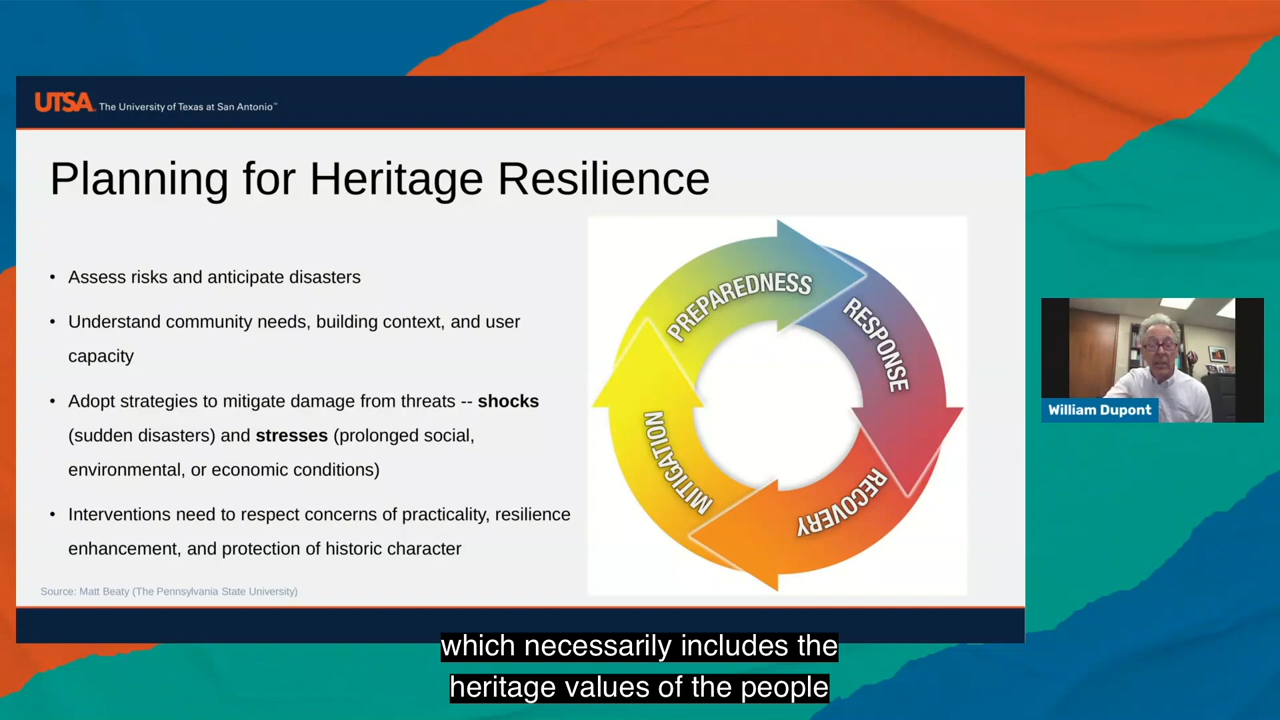 UTSA The University of Texas at San Antonio™
Planning for Heritage Resilience
• Assess risks and anticipate disasters
• Understand community needs, building context, and user
capacity
• Adopt strategies to mitigate damage from threats -- shocks
(sudden disasters) and stresses (prolonged social,
environmental, or economic conditions)
• Interventions need to respect concerns of practicality, resilience
enhancement, and protection of historic character
Source: Matt Beaty (The Pennsylvania State University)
PREPAREDNESS
RESPONSE
RECOVERY
MITIGATION
William Dupont
which necessarily includes the
heritage values of the people